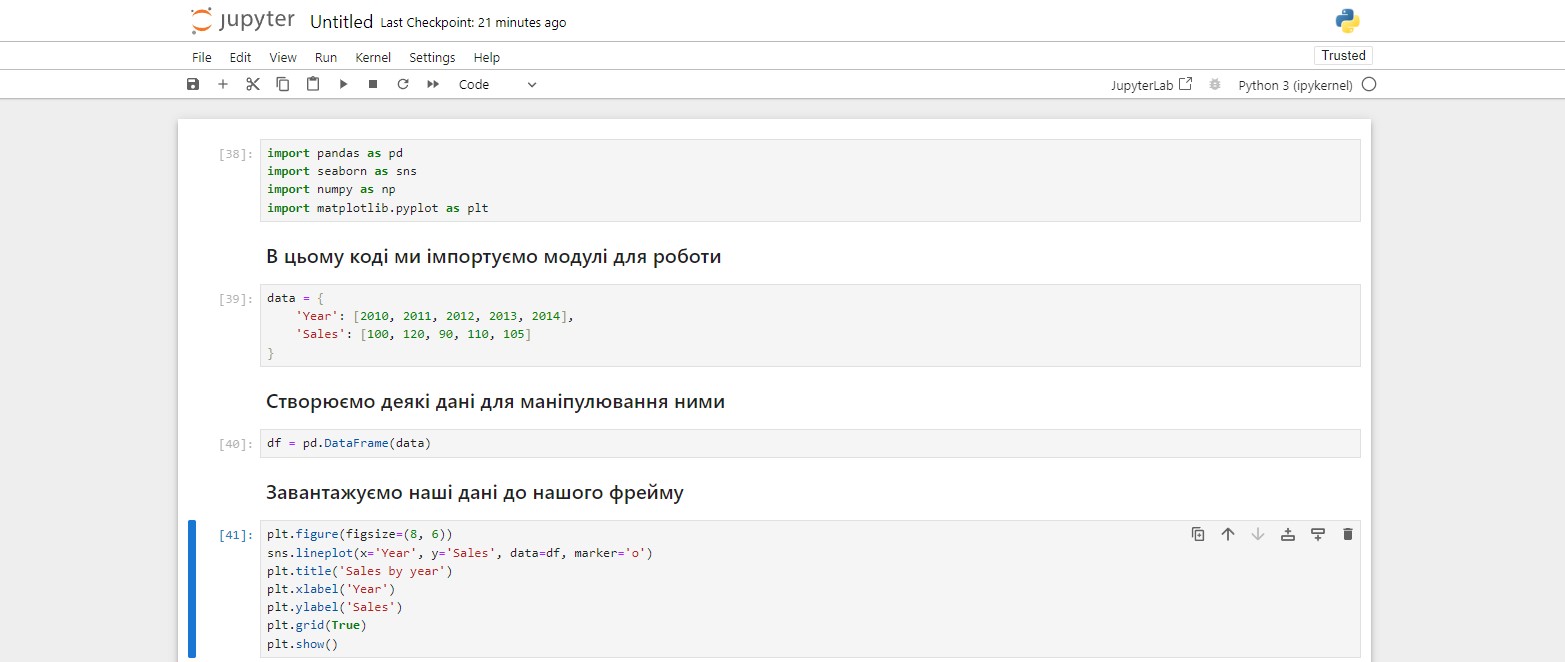 jupyter Untitled Last Checkpoint: 21 minutes ago
File Edit View Run Kernel Settings Help Trusted
Code JupyterLab Python 3 (ipykernel)
[38]: import pandas as pd
import seaborn as sns
import numpy as np
import matplotlib.pyplot as plt
В цьому коді ми імпортуємо модулі для роботи
[39]: data = {
    'Year': [2010, 2011, 2012, 2013, 2014],
    'Sales': [100, 120, 90, 110, 105]
}
Створюємо деякі дані для маніпулювання ними
[40]: df = pd.DataFrame(data)
Завантажуємо наші дані до нашого фрейму
[41]: plt.figure(figsize=(8, 6))
sns.lineplot(x='Year', y='Sales', data=df, marker='o')
plt.title('Sales by year')
plt.xlabel('Year')
plt.ylabel('Sales')
plt.grid(True)
plt.show()